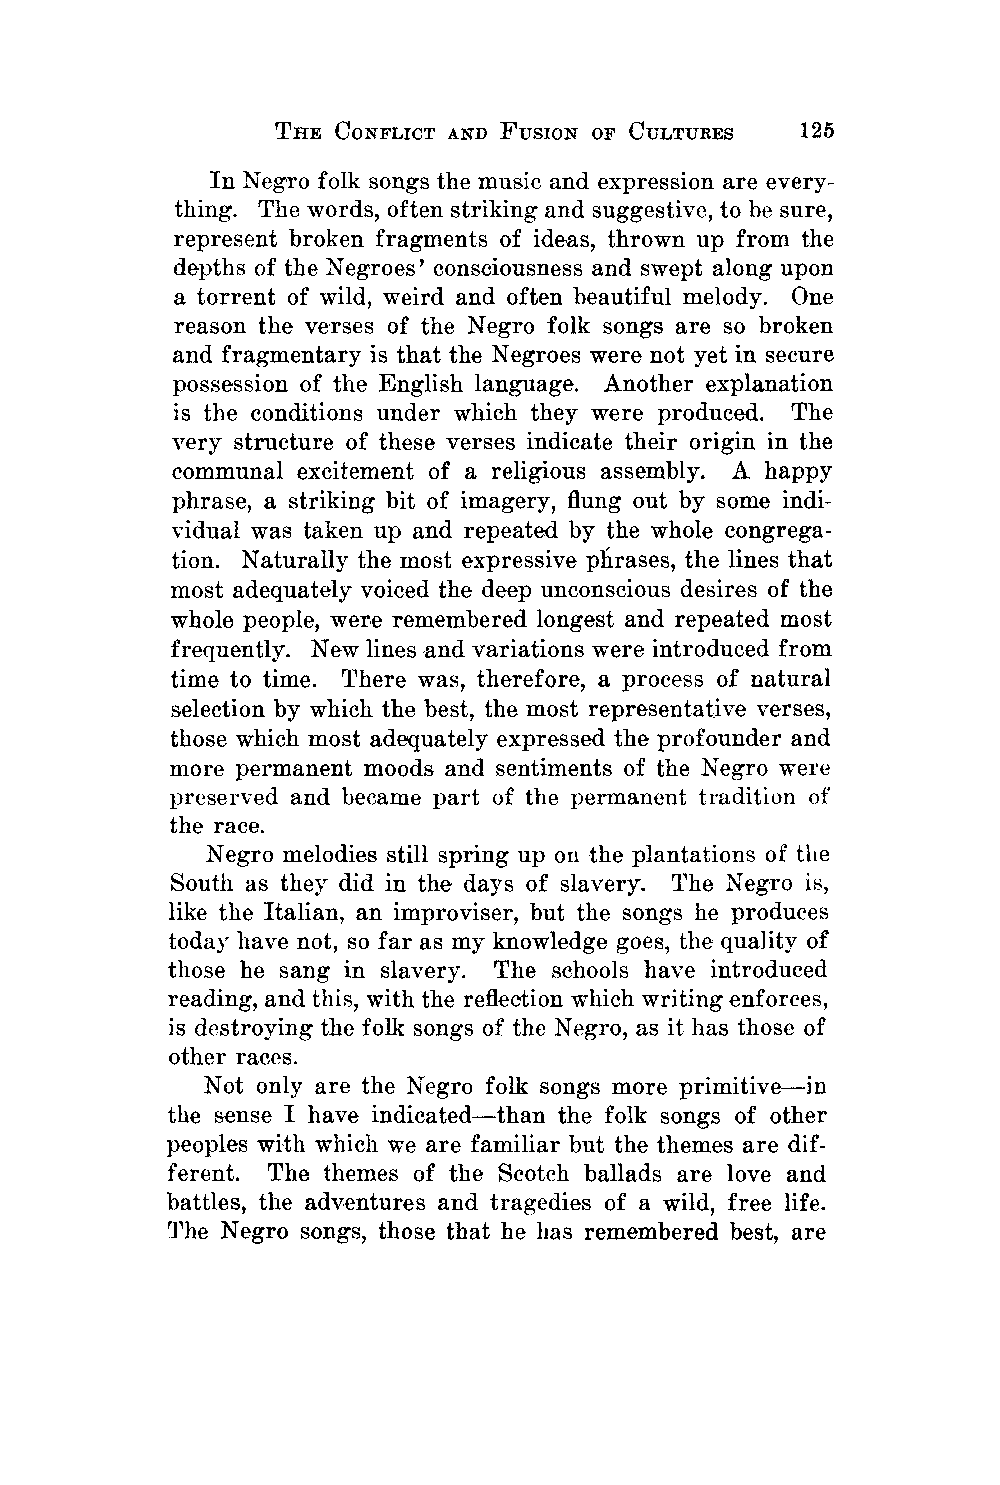 THE CONFLICT AND FUSION OF CULTURES 125
In Negro folk songs the music and expression are every-
thing. The words, often striking and suggestive, to be sure,
represent broken fragments of ideas, thrown up from the
depths of the Negroes' consciousness and swept along upon
a torrent of wild, weird and often beautiful melody. One
reason the verses of the Negro folk songs are so broken
and fragmentary is that the Negroes were not yet in secure
possession of the English language. Another explanation
is the conditions under which they were produced. The
very structure of these verses indicate their origin in the
communal excitement of a religious assembly. A happy
phrase, a striking bit of imagery, flung out by some indi-
vidual was taken up and repeated by the whole congrega-
tion. Naturally the most expressive phrases, the lines that
most adequately voiced the deep unconscious desires of the
whole people, were remembered longest and repeated most
frequently. New lines and variations were introduced from
time to time. There was, therefore, a process of natural
selection by which the best, the most representative verses,
those which most adequately expressed the profounder and
more permanent moods and sentiments of the Negro were
preserved and became part of the permanent tradition of
the race.
Negro melodies still spring up on the plantations of the
South as they did in the days of slavery. The Negro is,
like the Italian, an improviser, but the songs he produces
today have not, so far as my knowledge goes, the quality of
those he sang in slavery. The schools have introduced
reading, and this, with the reflection which writing enforces,
is destroying the folk songs of the Negro, as it has those of
other races.
Not only are the Negro folk songs more primitive—in
the sense I have indicated—than the folk songs of other
peoples with which we are familiar but the themes are dif-
ferent. The themes of the Scotch ballads are love and
battles, the adventures and tragedies of a wild, free life.
The Negro songs, those that he has remembered best, are